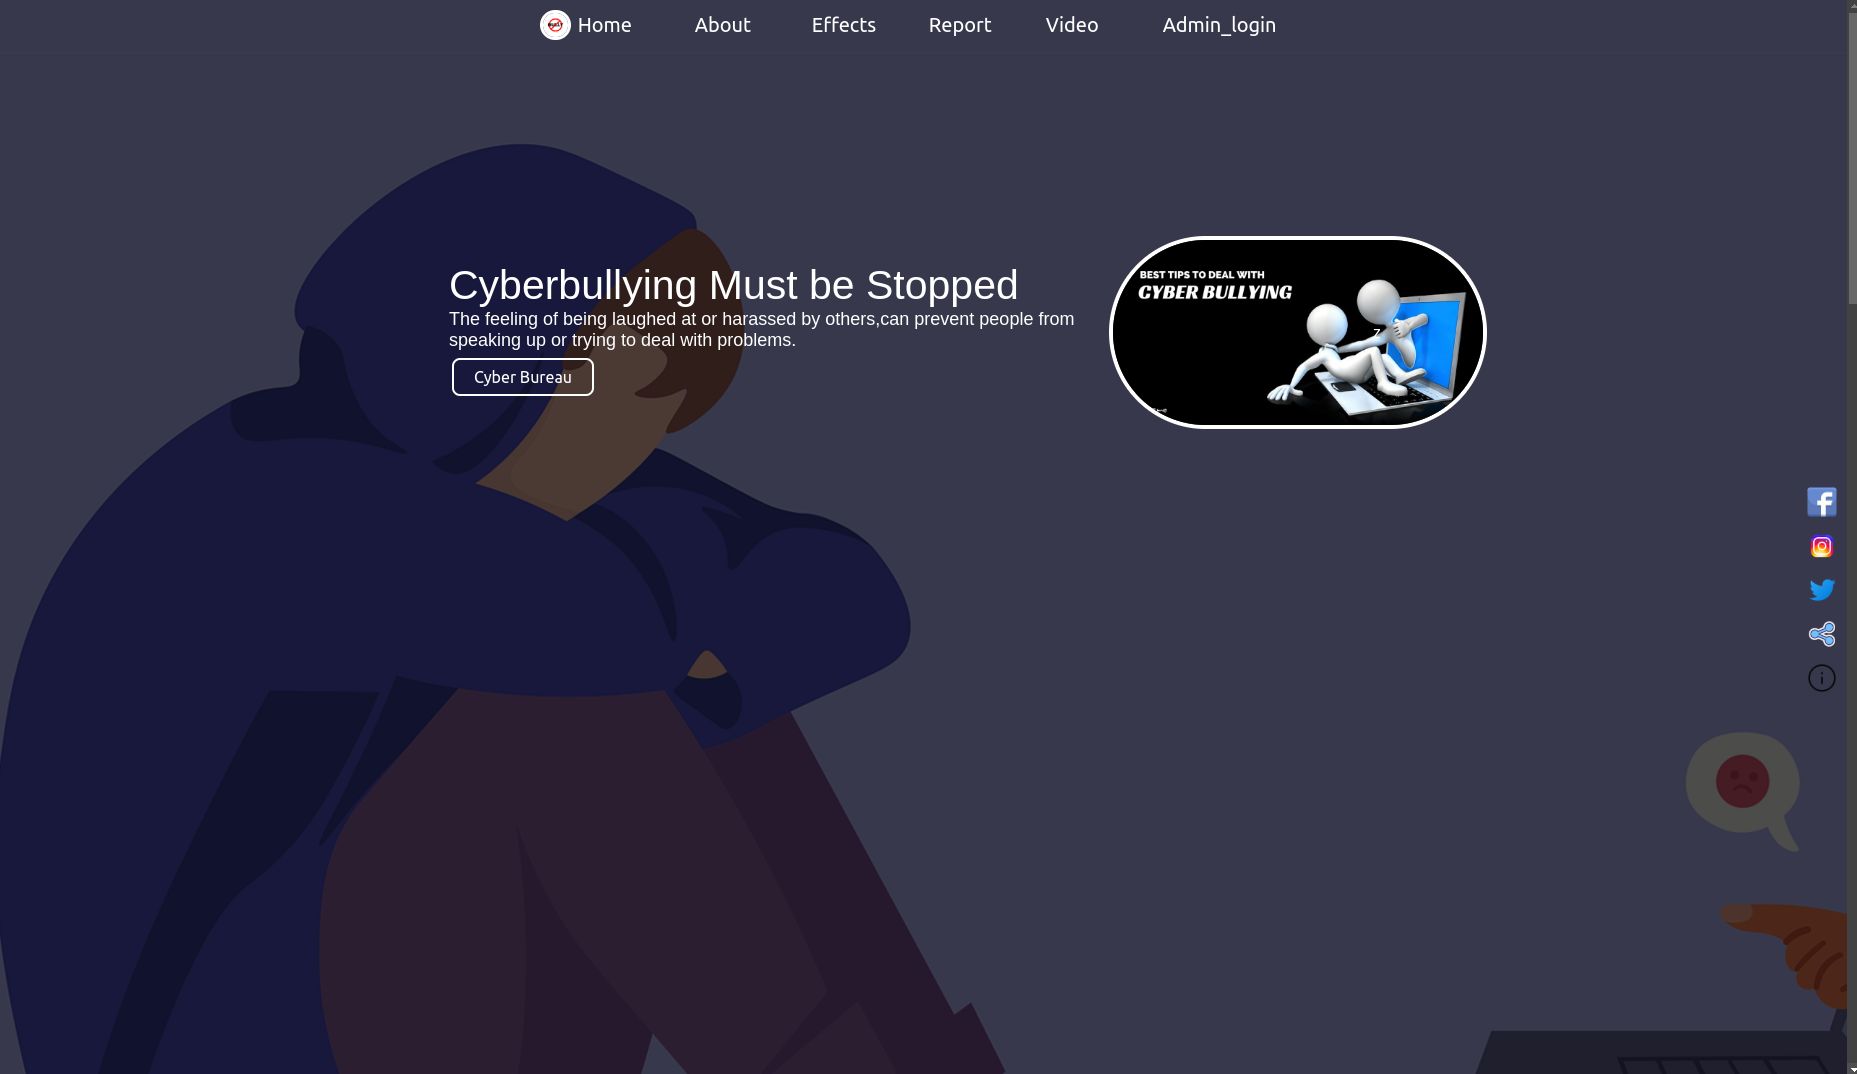 Home About Effects Report Video Admin_login
Cyberbullying Must be Stopped
The feeling of being laughed at or harassed by others,can prevent people from
speaking up or trying to deal with problems.
Cyber Bureau
BEST TIPS TO DEAL WITH
CYBER BULLYING
Z